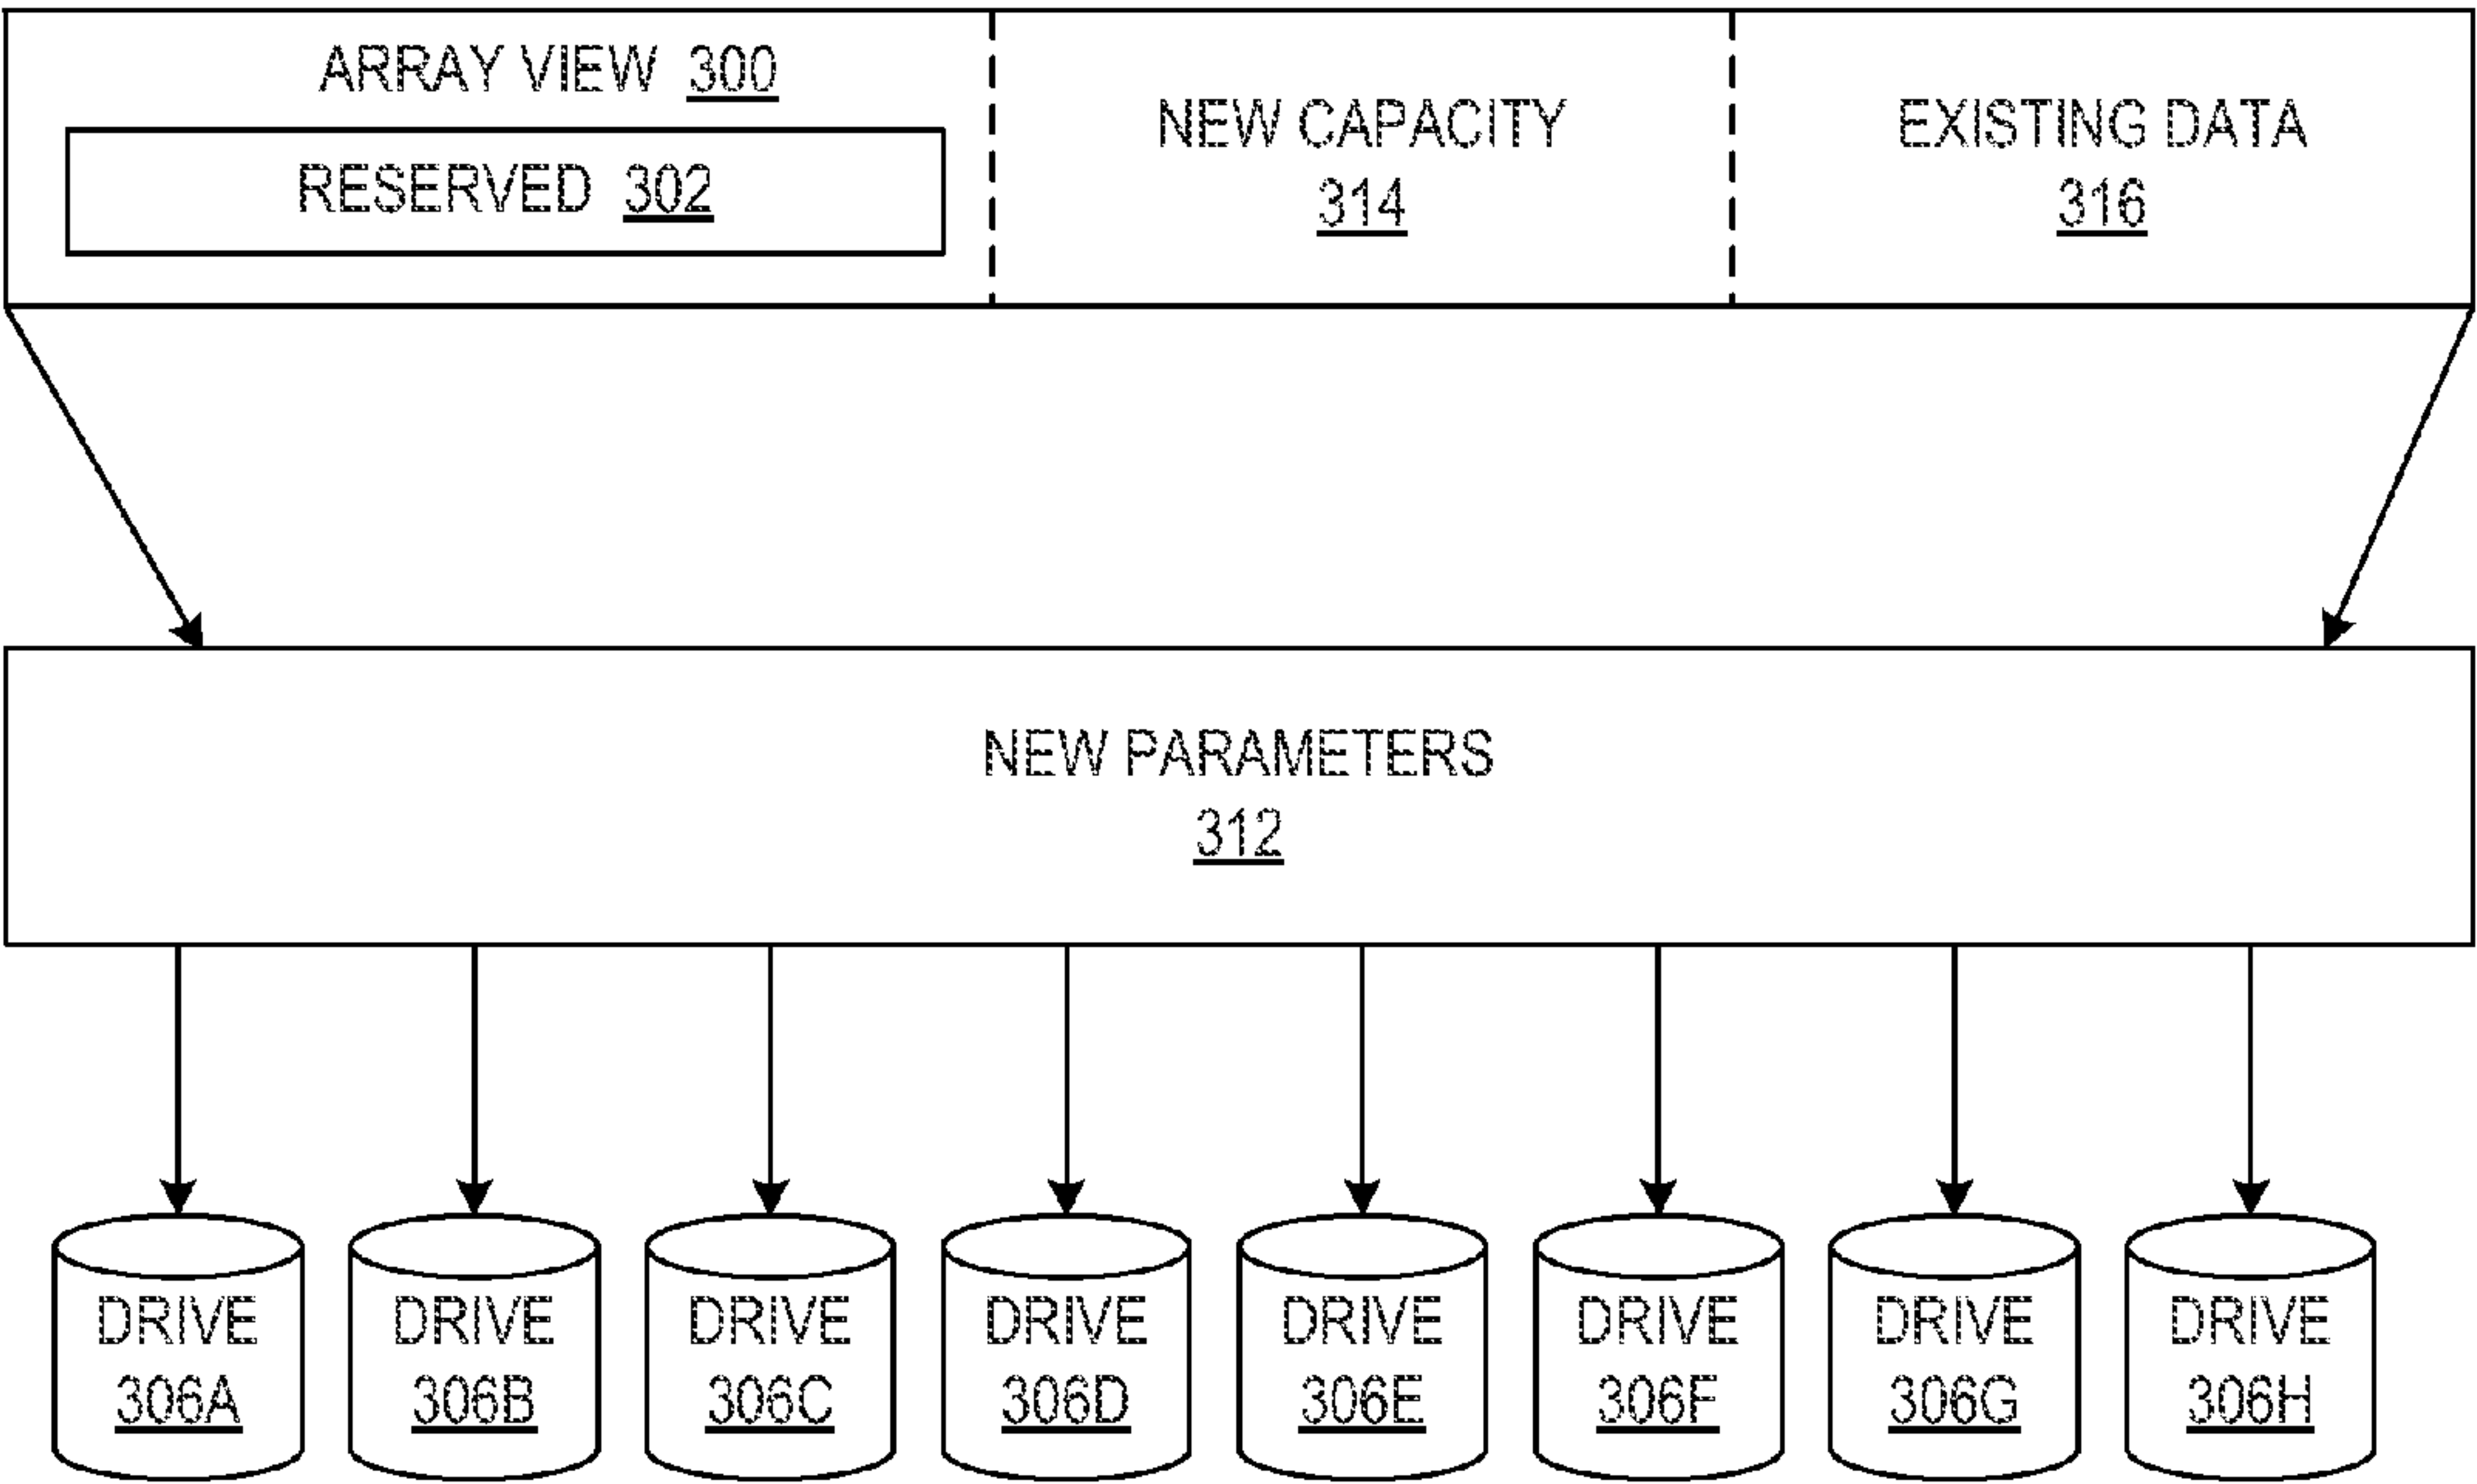 ARRAY VIEW 300
RESERVED 302
NEW CAPACITY
314
EXISTING DATA
316
NEW PARAMETERS
312
DRIVE
306A
DRIVE
306B
DRIVE
306C
DRIVE
306D
DRIVE
306E
DRIVE
306F
DRIVE
306G
DRIVE
306H